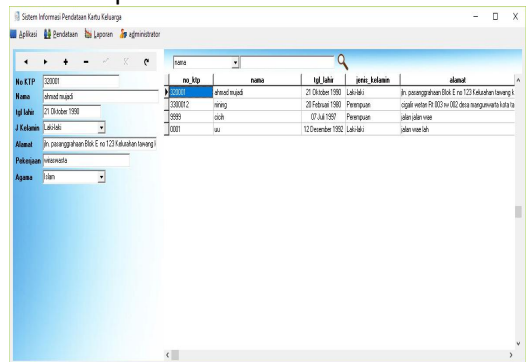 Sistem Informasi Pendataan Kartu Keluarga
Aplikasi Pendataan Laporan administrator
nama
No KTP 320001
Nama ahmad mujadi
tgl lahir 21 Oktober 1990
J Kelamin Laki-laki
Alamat jln. pasanggrahaan Blok E no 123 Kelurahan tawang k
Pekerjaan wiraswasta
Agama Islam
no_ktp nama tgl_lahir jenis_kelamin alamat
320001 ahmad mujadi 21 Oktober 1990 Laki-laki jln. pasanggrahaan Blok E no 123 Kelurahan tawang k
3300012 nining 20 Februari 1980 Perempuan cigalik wetan Rt 003 rw 002 desa mangunwarta kota ta
9999 cicih 07 Juli 1997 Perempuan jalan jalan wae
0001 uu 12 Desember 1992 Laki-laki jalan wae lah